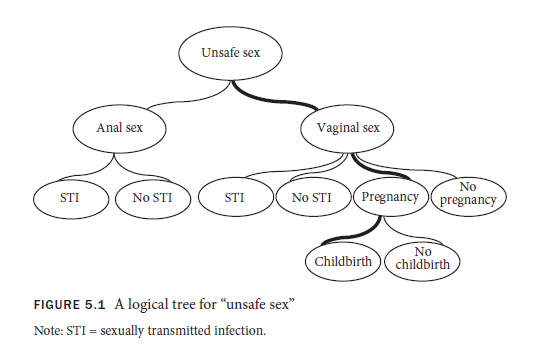 Unsafe sex
Anal sex
Vaginal sex
STI
No STI
STI
No STI
Pregnancy
No
pregnancy
Childbirth
No
childbirth
FIGURE 5.1 A logical tree for “unsafe sex”
Note: STI = sexually transmitted infection.